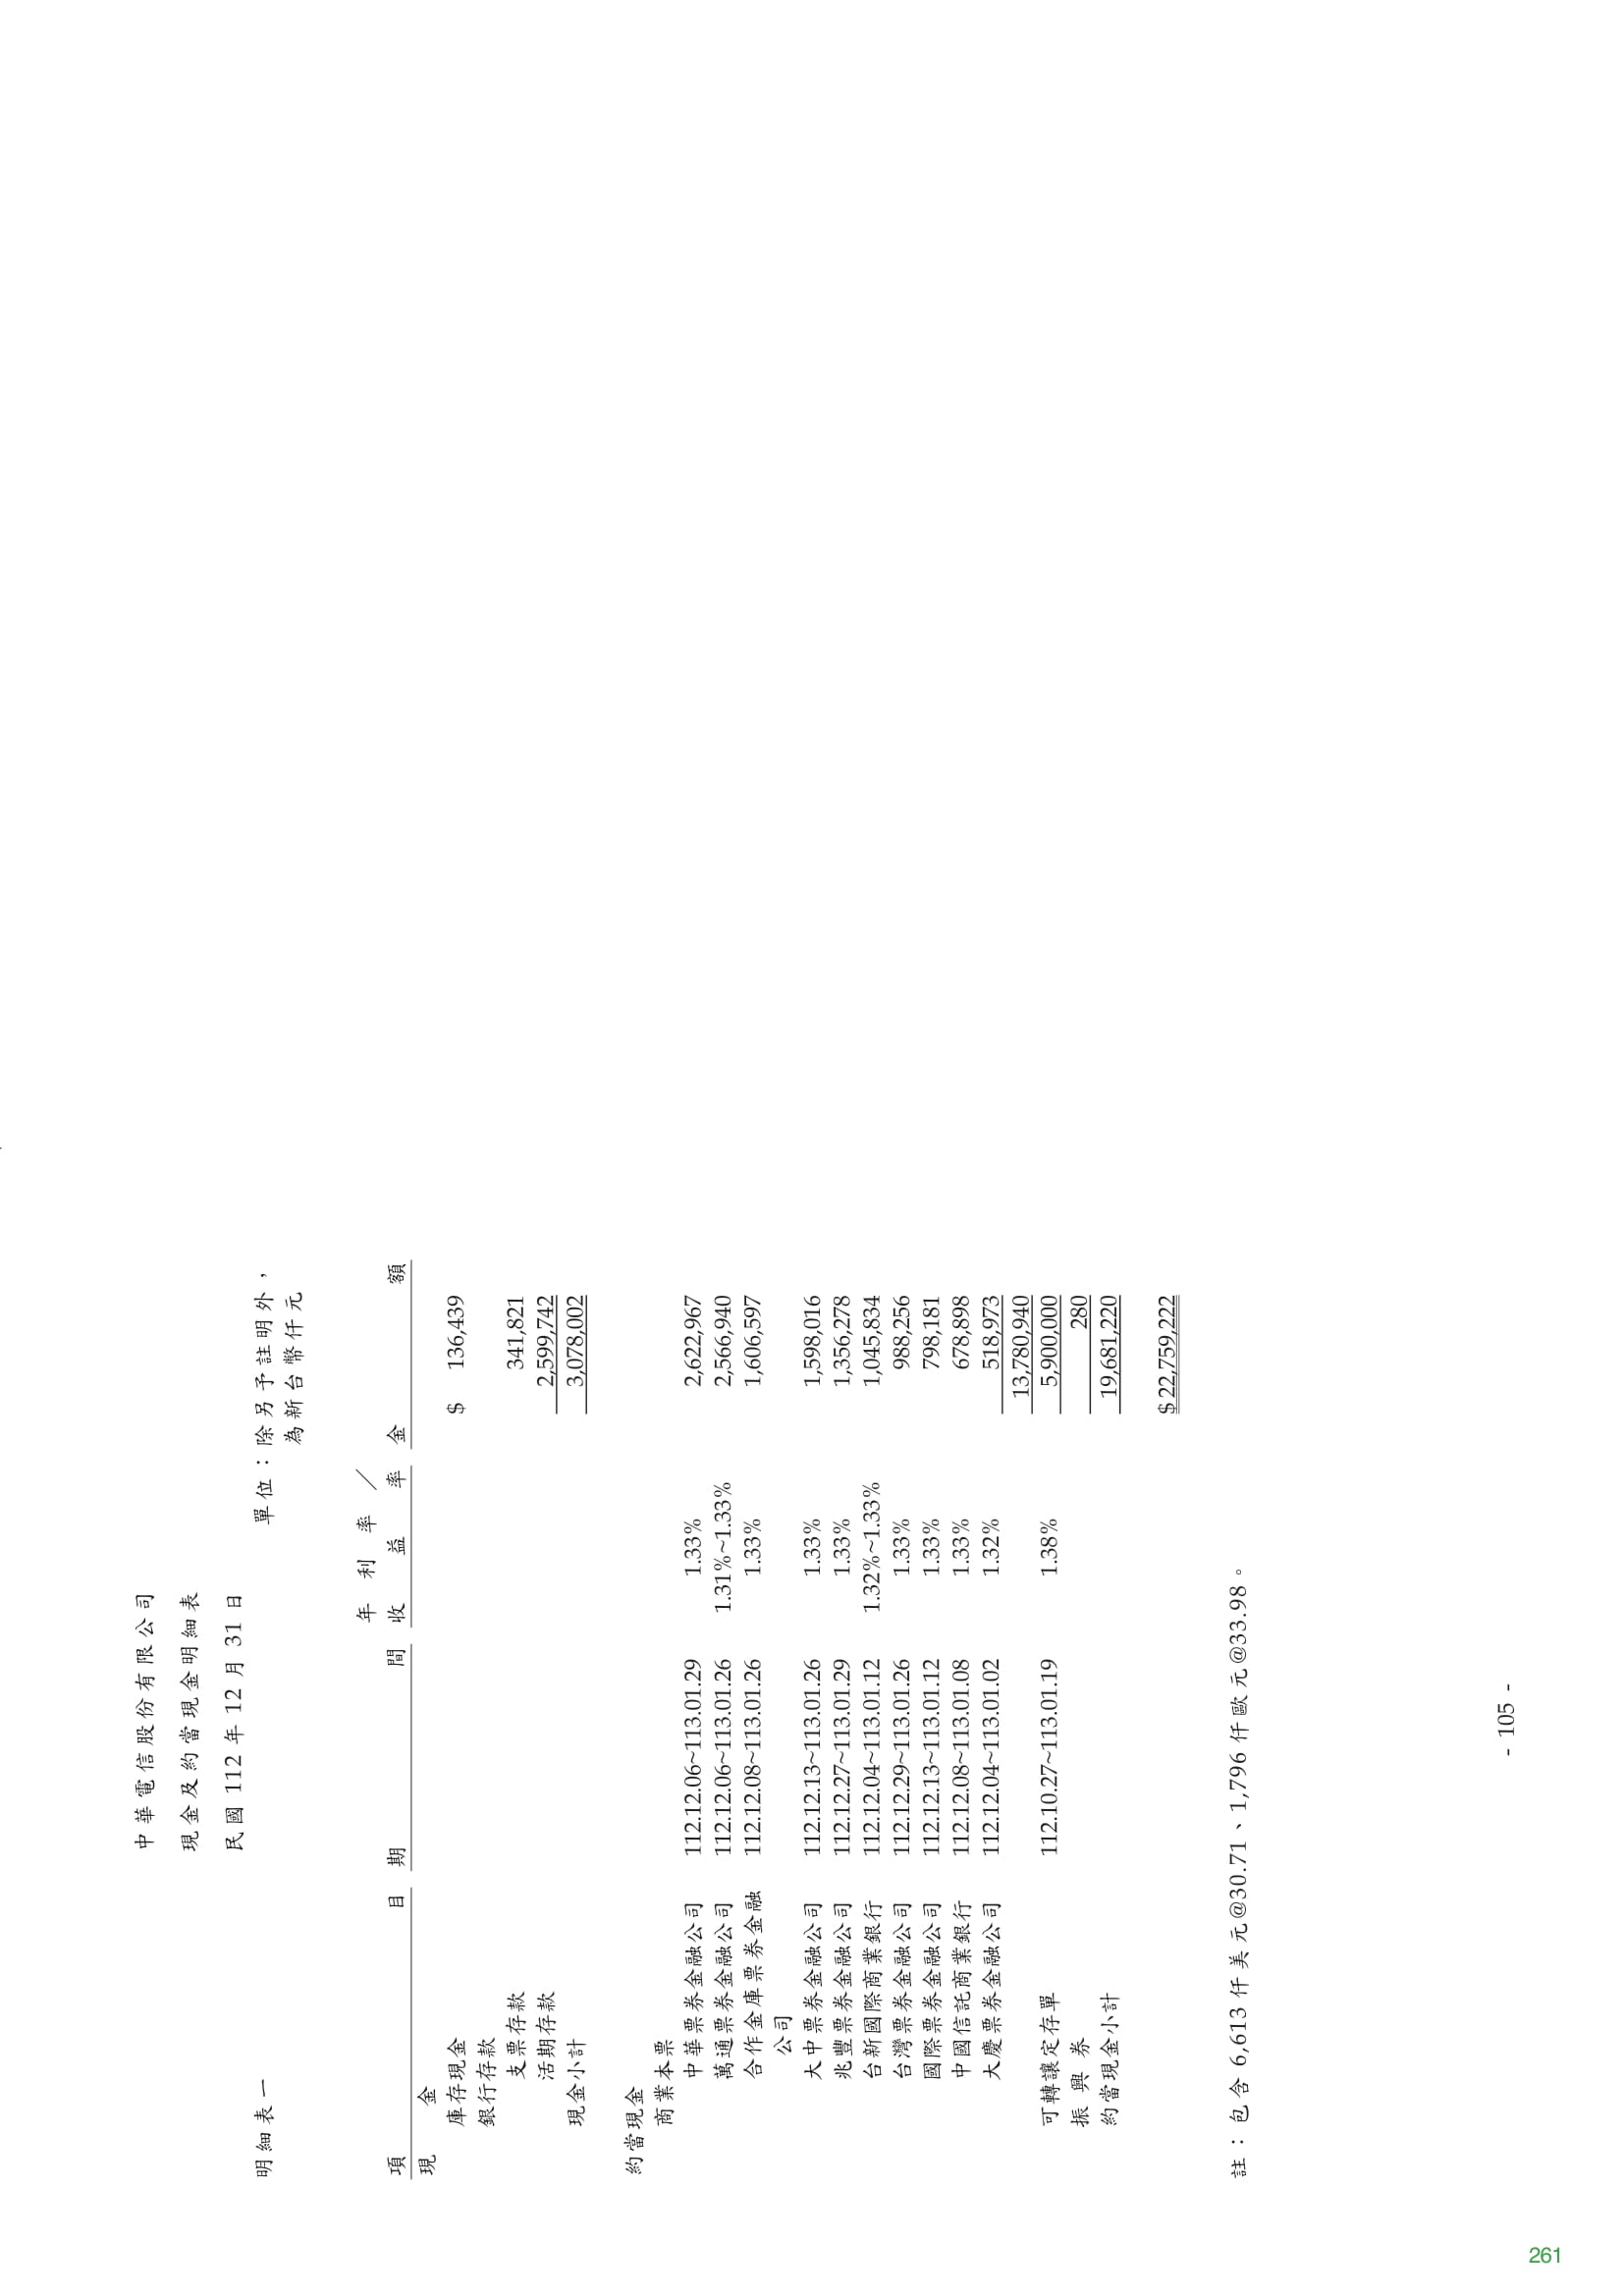 中華電信股份有限公司
現金及約當現金明細表
民國 112 年 12 月 31 日
明細表一
單位：除另予註明外，
為新台幣仟元
年利率／
項目 期間 收益率 金額
現金
庫存現金 $ 136,439
銀行存款
支票存款 341,821
活期存款 2,599,742
現金小計 3,078,002
約當現金
商業本票
中華票券金融公司 112.12.06~113.01.29 1.33% 2,622,967
萬通票券金融公司 112.12.06~113.01.26 1.31%~1.33% 2,566,940
合作金庫票券金融 112.12.08~113.01.26 1.33% 1,606,597
公司
大中票券金融公司 112.12.13~113.01.26 1.33% 1,598,016
兆豐票券金融公司 112.12.27~113.01.29 1.33% 1,356,278
台新國際商業銀行 112.12.04~113.01.12 1.32%~1.33% 1,045,834
台灣票券金融公司 112.12.29~113.01.26 1.33% 988,256
國際票券金融公司 112.12.13~113.01.12 1.33% 798,181
中國信託商業銀行 112.12.08~113.01.08 1.33% 678,898
大慶票券金融公司 112.12.04~113.01.02 1.32% 518,973
13,780,940
可轉讓定存單 112.10.27~113.01.19 1.38% 5,900,000
振興券 280
約當現金小計 19,681,220
$ 22,759,222
註：包含 6,613 仟美元@30.71、1,796 仟歐元@33.98。
- 105 -
261